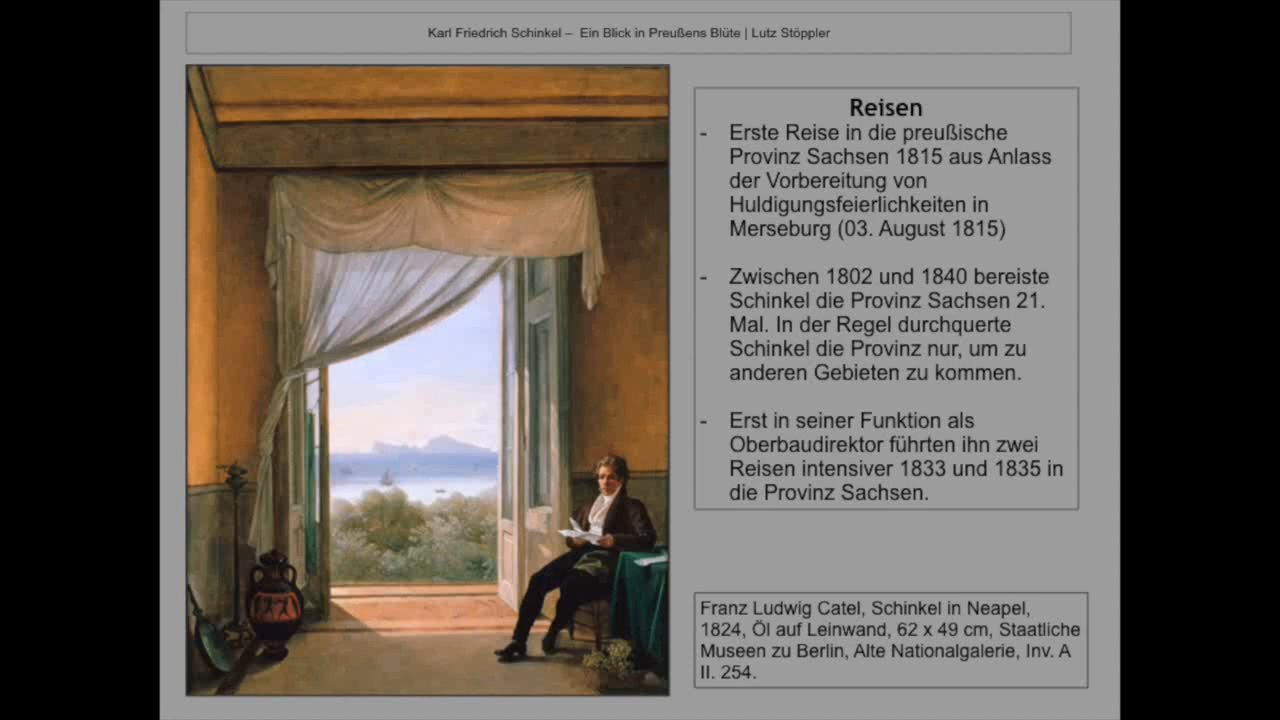 Karl Friedrich Schinkel – Ein Blick in Preußens Blüte | Lutz Stöppler
Reisen
- Erste Reise in die preußische
Provinz Sachsen 1815 aus Anlass
der Vorbereitung von
Huldigungsfeierlichkeiten in
Merseburg (03. August 1815)
- Zwischen 1802 und 1840 bereiste
Schinkel die Provinz Sachsen 21.
Mal. In der Regel durchquerte
Schinkel die Provinz nur, um zu
anderen Gebieten zu kommen.
- Erst in seiner Funktion als
Oberbaudirektor führten ihn zwei
Reisen intensiver 1833 und 1835 in
die Provinz Sachsen.
Franz Ludwig Catel, Schinkel in Neapel,
1824, Öl auf Leinwand, 62 x 49 cm, Staatliche
Museen zu Berlin, Alte Nationalgalerie, Inv. A
II. 254.